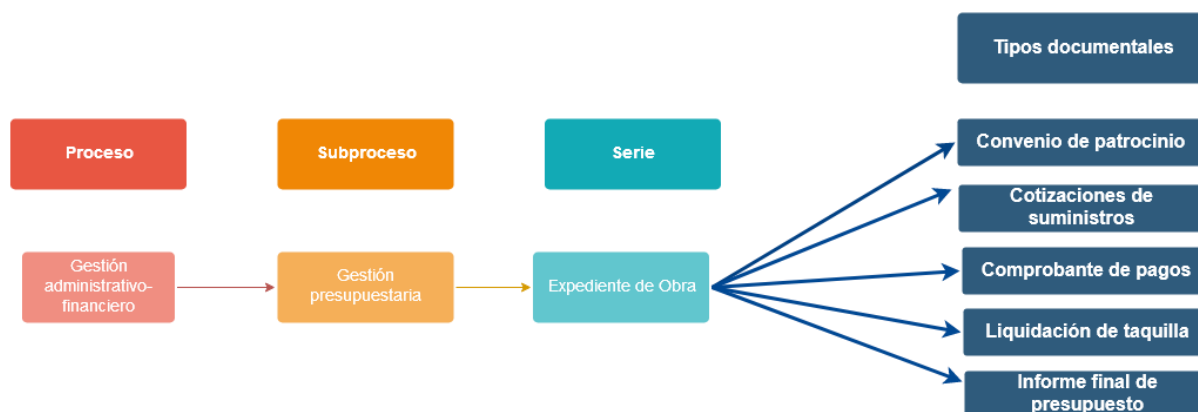 Tipos documentales
Proceso
Subproceso
Serie
Convenio de patrocinio
Cotizaciones de
suministros
Gestión
administrativo-
financiero
Gestión
presupuestaria
Expediente de Obra
Comprobante de pagos
Liquidación de taquilla
Informe final de
presupuesto